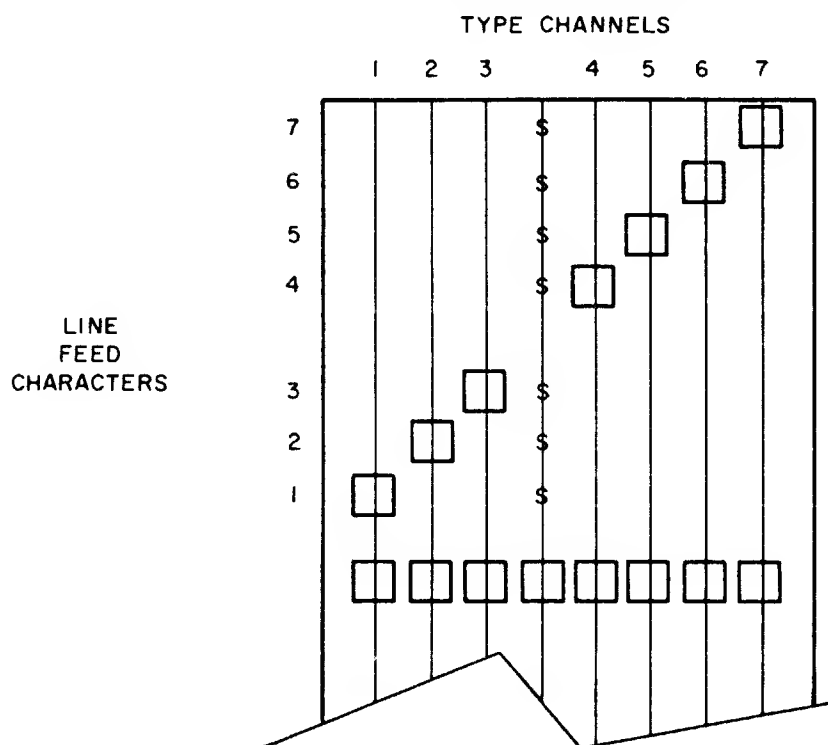 TYPE CHANNELS
1 2 3 4 5 6 7
7 $
6 $
5 $
4 $
LINE
FEED
CHARACTERS
3 $
2 $
1 $